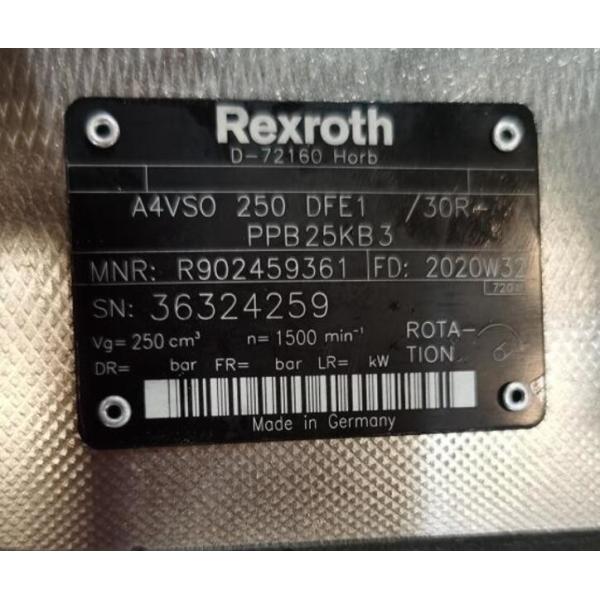 Rexroth
D-72160 Horb
A4VSO 250 DFE1 /30R-
PPB25KB3
MNR: R902459361 FD: 2020W32
720
SN: 36324259
Vg= 250 cm³ n= 1500 min⁻¹ ROTA-
TION
DR= bar FR= bar LR= kW
Made in Germany